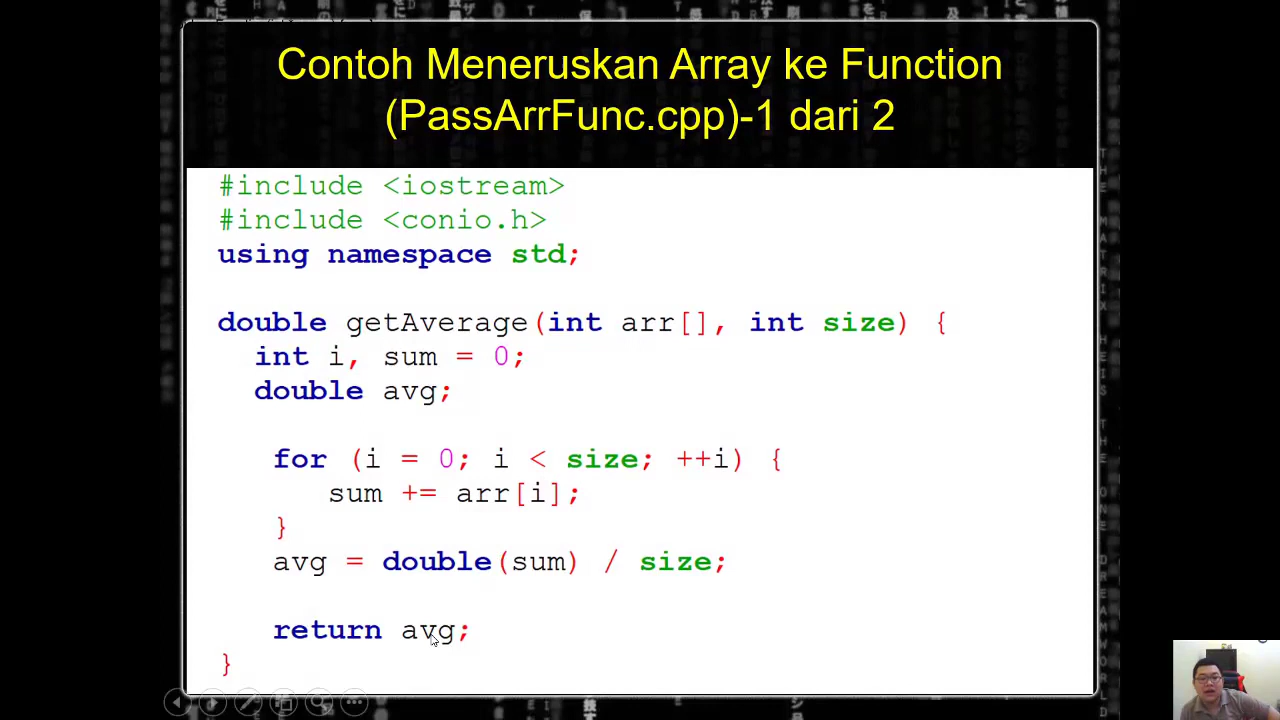 Contoh Meneruskan Array ke Function
(PassArrFunc.cpp)-1 dari 2
#include <iostream>
#include <conio.h>
using namespace std;
double getAverage(int arr[], int size) {
int i, sum = 0;
double avg;
for (i = 0; i < size; ++i) {
sum += arr[i];
}
avg = double(sum) / size;
return avg;
}